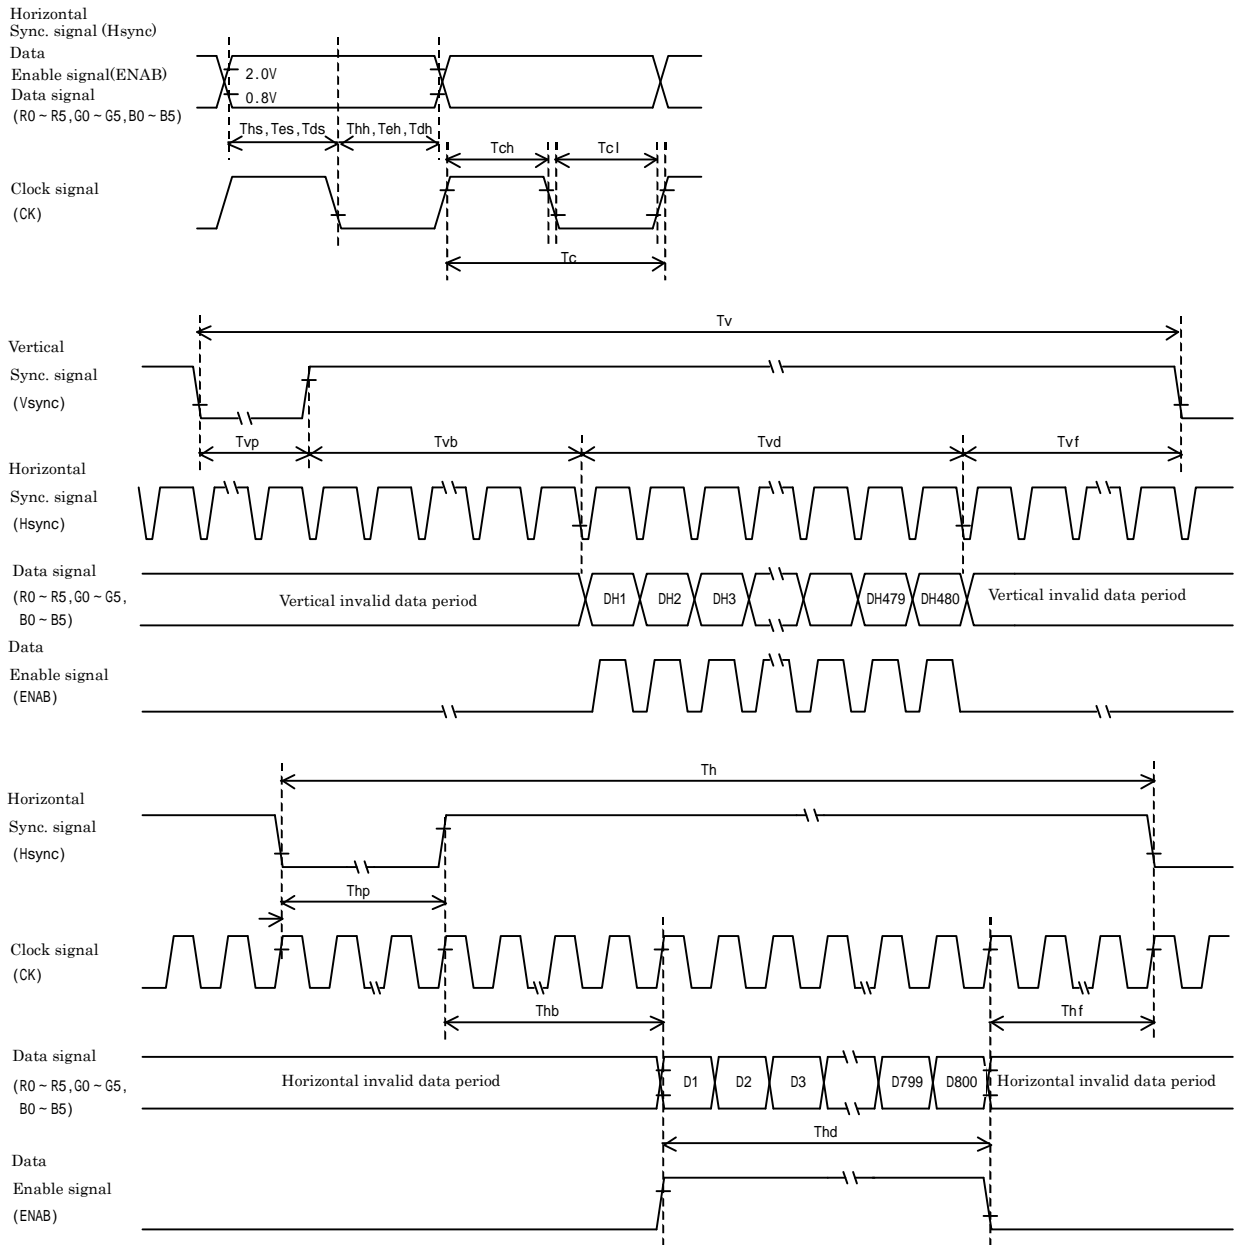 Horizontal
Sync. signal (Hsync)
Data
Enable signal(ENAB)
Data signal
(R0~R5,G0~G5,B0~B5)
2.0V
0.8V
Ths,Tes,Tds
Thh,Teh,Tdh
Tch
Tcl
Clock signal
(CK)
Tc
Tv
Vertical
Sync. signal
(Vsync)
Tvp
Tvb
Tvd
Tvf
Horizontal
Sync. signal
(Hsync)
Data signal
(R0~R5,G0~G5,
B0~B5)
Vertical invalid data period
DH1
DH2
DH3
DH479
DH480
Vertical invalid data period
Data
Enable signal
(ENAB)
Th
Horizontal
Sync. signal
(Hsync)
Thp
Clock signal
(CK)
Thb
Thf
Data signal
(R0~R5,G0~G5,
B0~B5)
Horizontal invalid data period
D1
D2
D3
D799
D800
Horizontal invalid data period
Thd
Data
Enable signal
(ENAB)